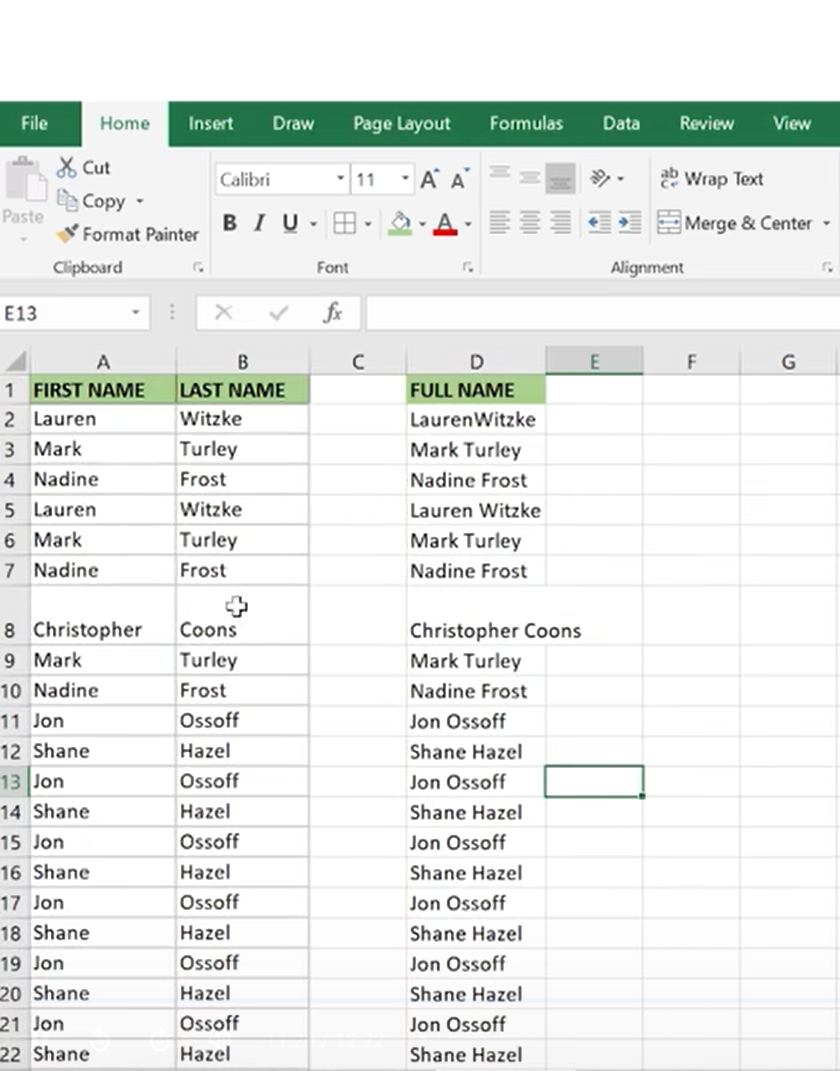 File Home Insert Draw Page Layout Formulas Data Review View
Cut
Copy
Paste
Format Painter
Clipboard
Calibri 11 A A
B I U A
Font
ab Wrap Text
Merge & Center
Alignment
E13 fx
A B C D E F G
1 FIRST NAME LAST NAME FULL NAME
2 Lauren Witzke LaurenWitzke
3 Mark Turley Mark Turley
4 Nadine Frost Nadine Frost
5 Lauren Witzke Lauren Witzke
6 Mark Turley Mark Turley
7 Nadine Frost Nadine Frost
8 Christopher Coons Christopher Coons
9 Mark Turley Mark Turley
10 Nadine Frost Nadine Frost
11 Jon Ossoff Jon Ossoff
12 Shane Hazel Shane Hazel
13 Jon Ossoff Jon Ossoff
14 Shane Hazel Shane Hazel
15 Jon Ossoff Jon Ossoff
16 Shane Hazel Shane Hazel
17 Jon Ossoff Jon Ossoff
18 Shane Hazel Shane Hazel
19 Jon Ossoff Jon Ossoff
20 Shane Hazel Shane Hazel
21 Jon Ossoff Jon Ossoff
22 Shane Hazel Shane Hazel